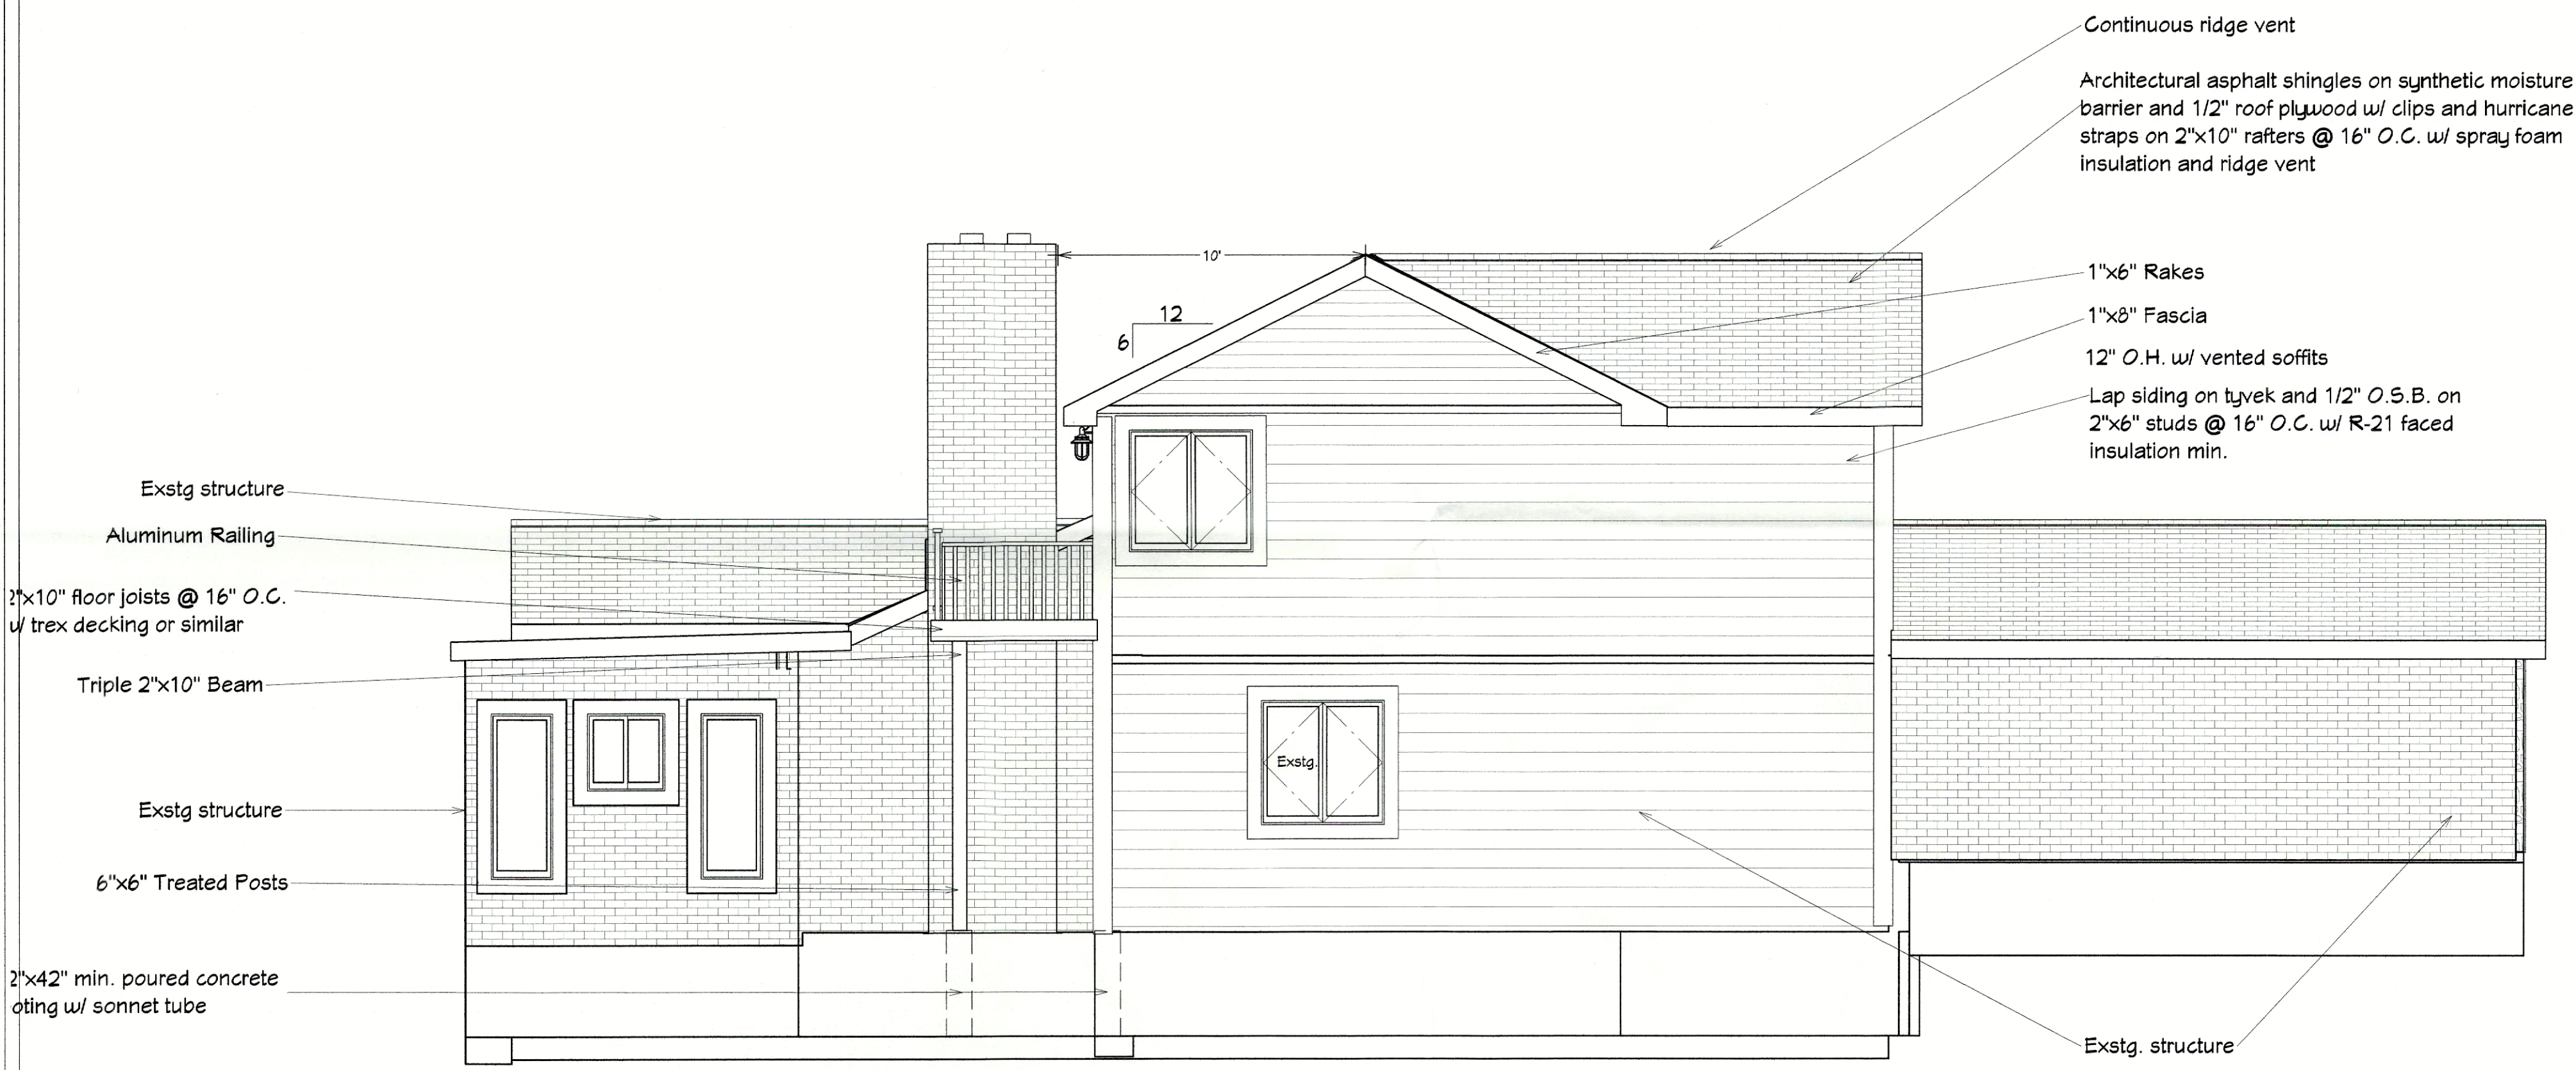 Continuous ridge vent
Architectural asphalt shingles on synthetic moisture
barrier and 1/2" roof plywood w/ clips and hurricane
straps on 2"x10" rafters @ 16" O.C. w/ spray foam
insulation and ridge vent
10'
12
6
1"x6" Rakes
1"x8" Fascia
12" O.H. w/ vented soffits
Lap siding on tyvek and 1/2" O.S.B. on
2"x6" studs @ 16" O.C. w/ R-21 faced
insulation min.
Exstg structure
Aluminum Railing
2"x10" floor joists @ 16" O.C.
w/ trex decking or similar
Triple 2"x10" Beam
Exstg.
Exstg structure
6"x6" Treated Posts
2"x42" min. poured concrete
oting w/ sonnet tube
Exstg. structure